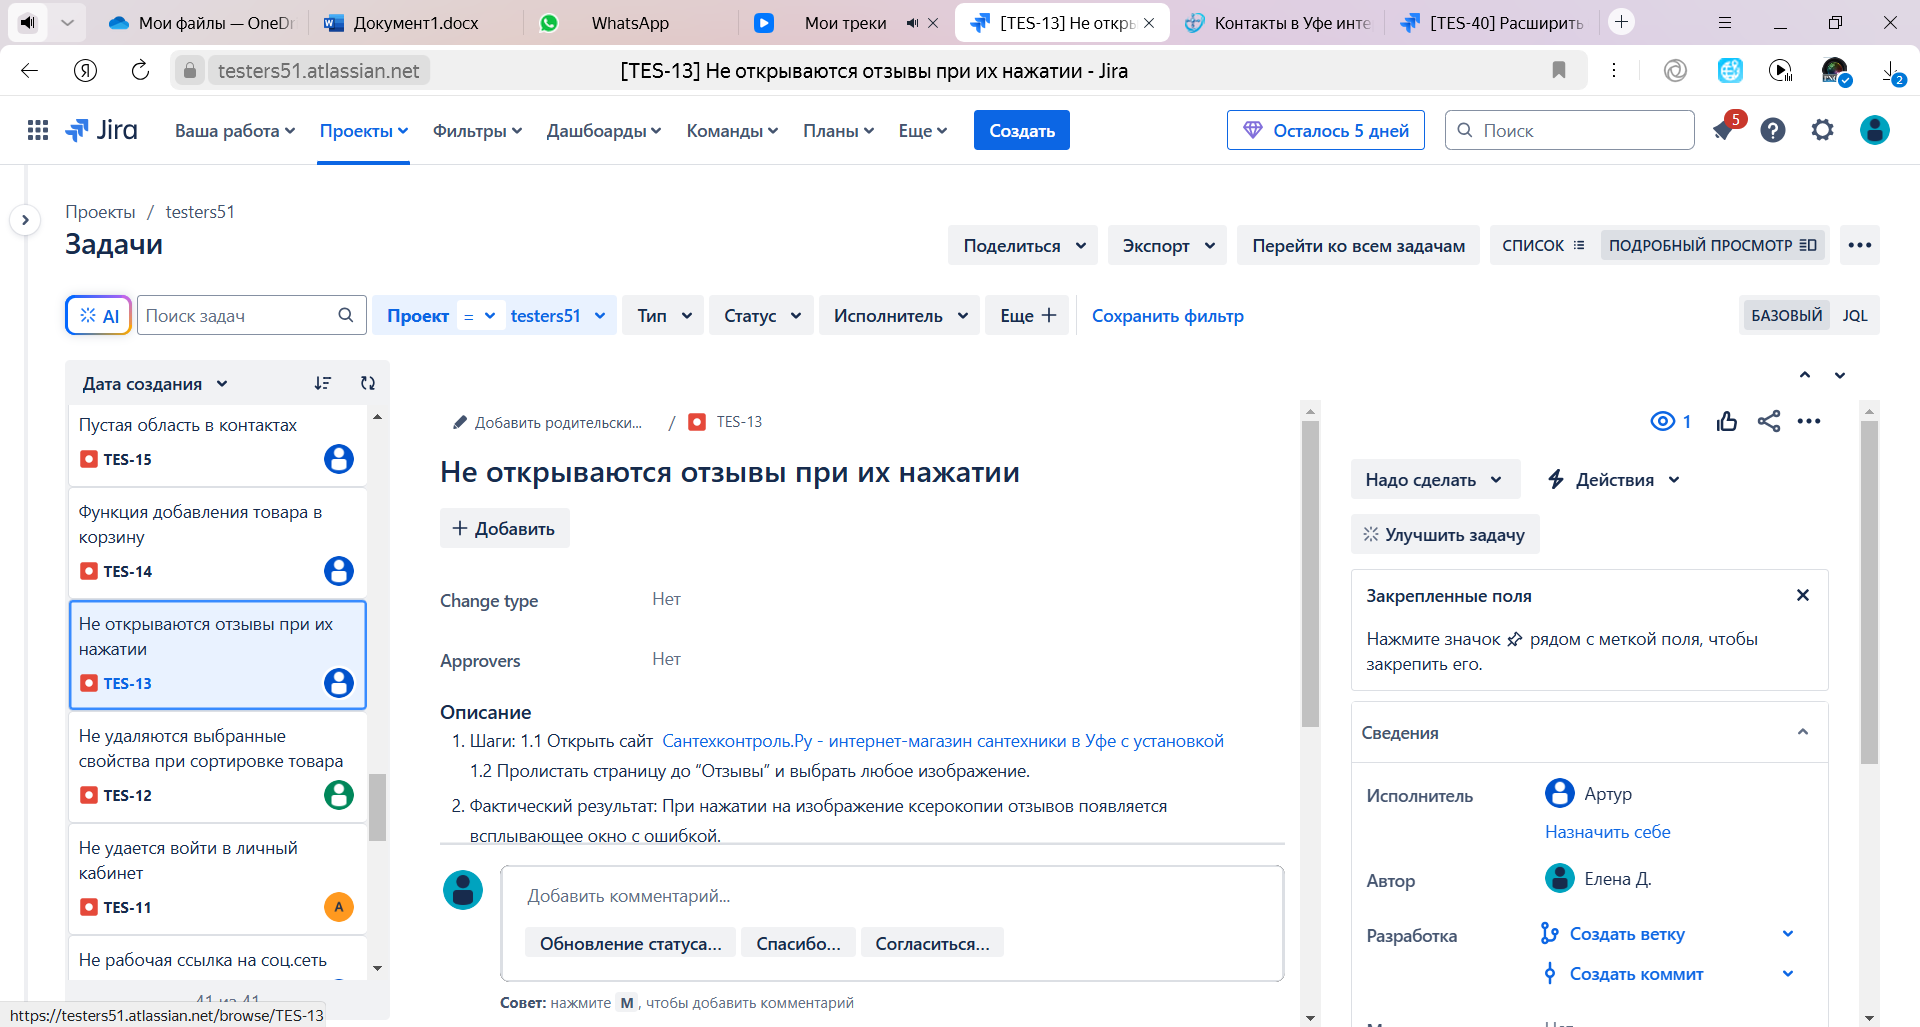 Мои файлы — OneDr
Документ1.docx
WhatsApp
Мои треки
[TES-13] Не откры
Контакты в Уфе инте
[TES-40] Расширить
testers51.atlassian.net
[TES-13] Не открываются отзывы при их нажатии - Jira
2
Jira
Ваша работа
Проекты
Фильтры
Дашборды
Команды
Планы
Еще
Создать
Осталось 5 дней
Поиск
5
Проекты / testers51
Задачи
Поделиться
Экспорт
Перейти ко всем задачам
СПИСОК
ПОДРОБНЫЙ ПРОСМОТР
AI
Поиск задач
Проект = testers51
Тип
Статус
Исполнитель
Еще +
Сохранить фильтр
БАЗОВЫЙ
JQL
Дата создания
Пустая область в контактах
TES-15
Функция добавления товара в
корзину
TES-14
Не открываются отзывы при их
нажатии
TES-13
Не удаляются выбранные
свойства при сортировке товара
TES-12
Не удается войти в личный
кабинет
TES-11
A
Не рабочая ссылка на соц.сеть
41 из 41
https://testers51.atlassian.net/browse/TES-13
Добавить родительски...
/ TES-13
Не открываются отзывы при их нажатии
+ Добавить
Change type
Нет
Approvers
Нет
Описание
1. Шаги: 1.1 Открыть сайт Сантехконтроль.Ру - интернет-магазин сантехники в Уфе с установкой
1.2 Пролистать страницу до “Отзывы” и выбрать любое изображение.
2. Фактический результат: При нажатии на изображение ксерокопии отзывов появляется
всплывающее окно с ошибкой.
Добавить комментарий...
Обновление статуса...
Спасибо...
Согласиться...
Совет: нажмите M , чтобы добавить комментарий
1
Надо сделать
Действия
Улучшить задачу
Закрепленные поля
Нажмите значок рядом с меткой поля, чтобы
закрепить его.
Сведения
Исполнитель
Артур
Назначить себе
Автор
Елена Д.
Разработка
Создать ветку
Создать коммит